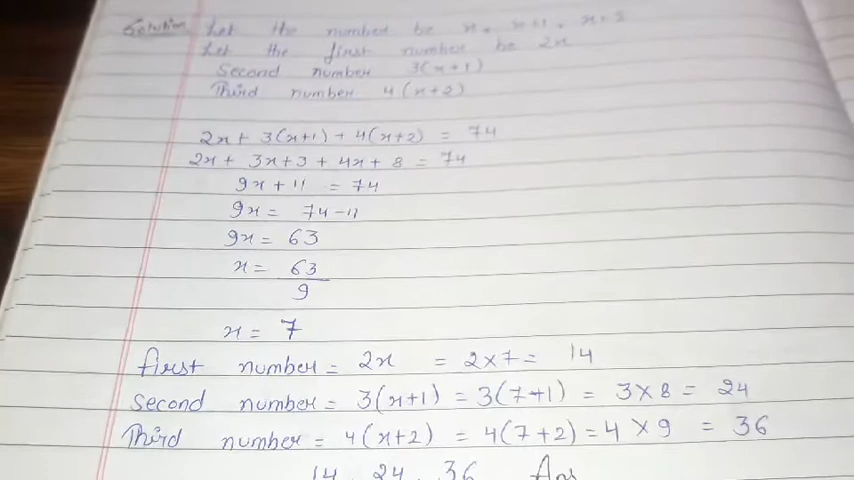 Solution Let the number be x, x+1, x+2
Let the first number be 2x
Second number 3(x+1)
Third number 4(x+2)
2x + 3(x+1) + 4(x+2) = 74
2x + 3x+3 + 4x + 8 = 74
9x + 11 = 74
9x = 74-11
9x = 63
x = 63
9
x = 7
first number = 2x = 2×7 = 14
Second number = 3(x+1) = 3(7+1) = 3×8 = 24
Third number = 4(x+2) = 4(7+2) = 4 × 9 = 36
14, 24, 36 Ans